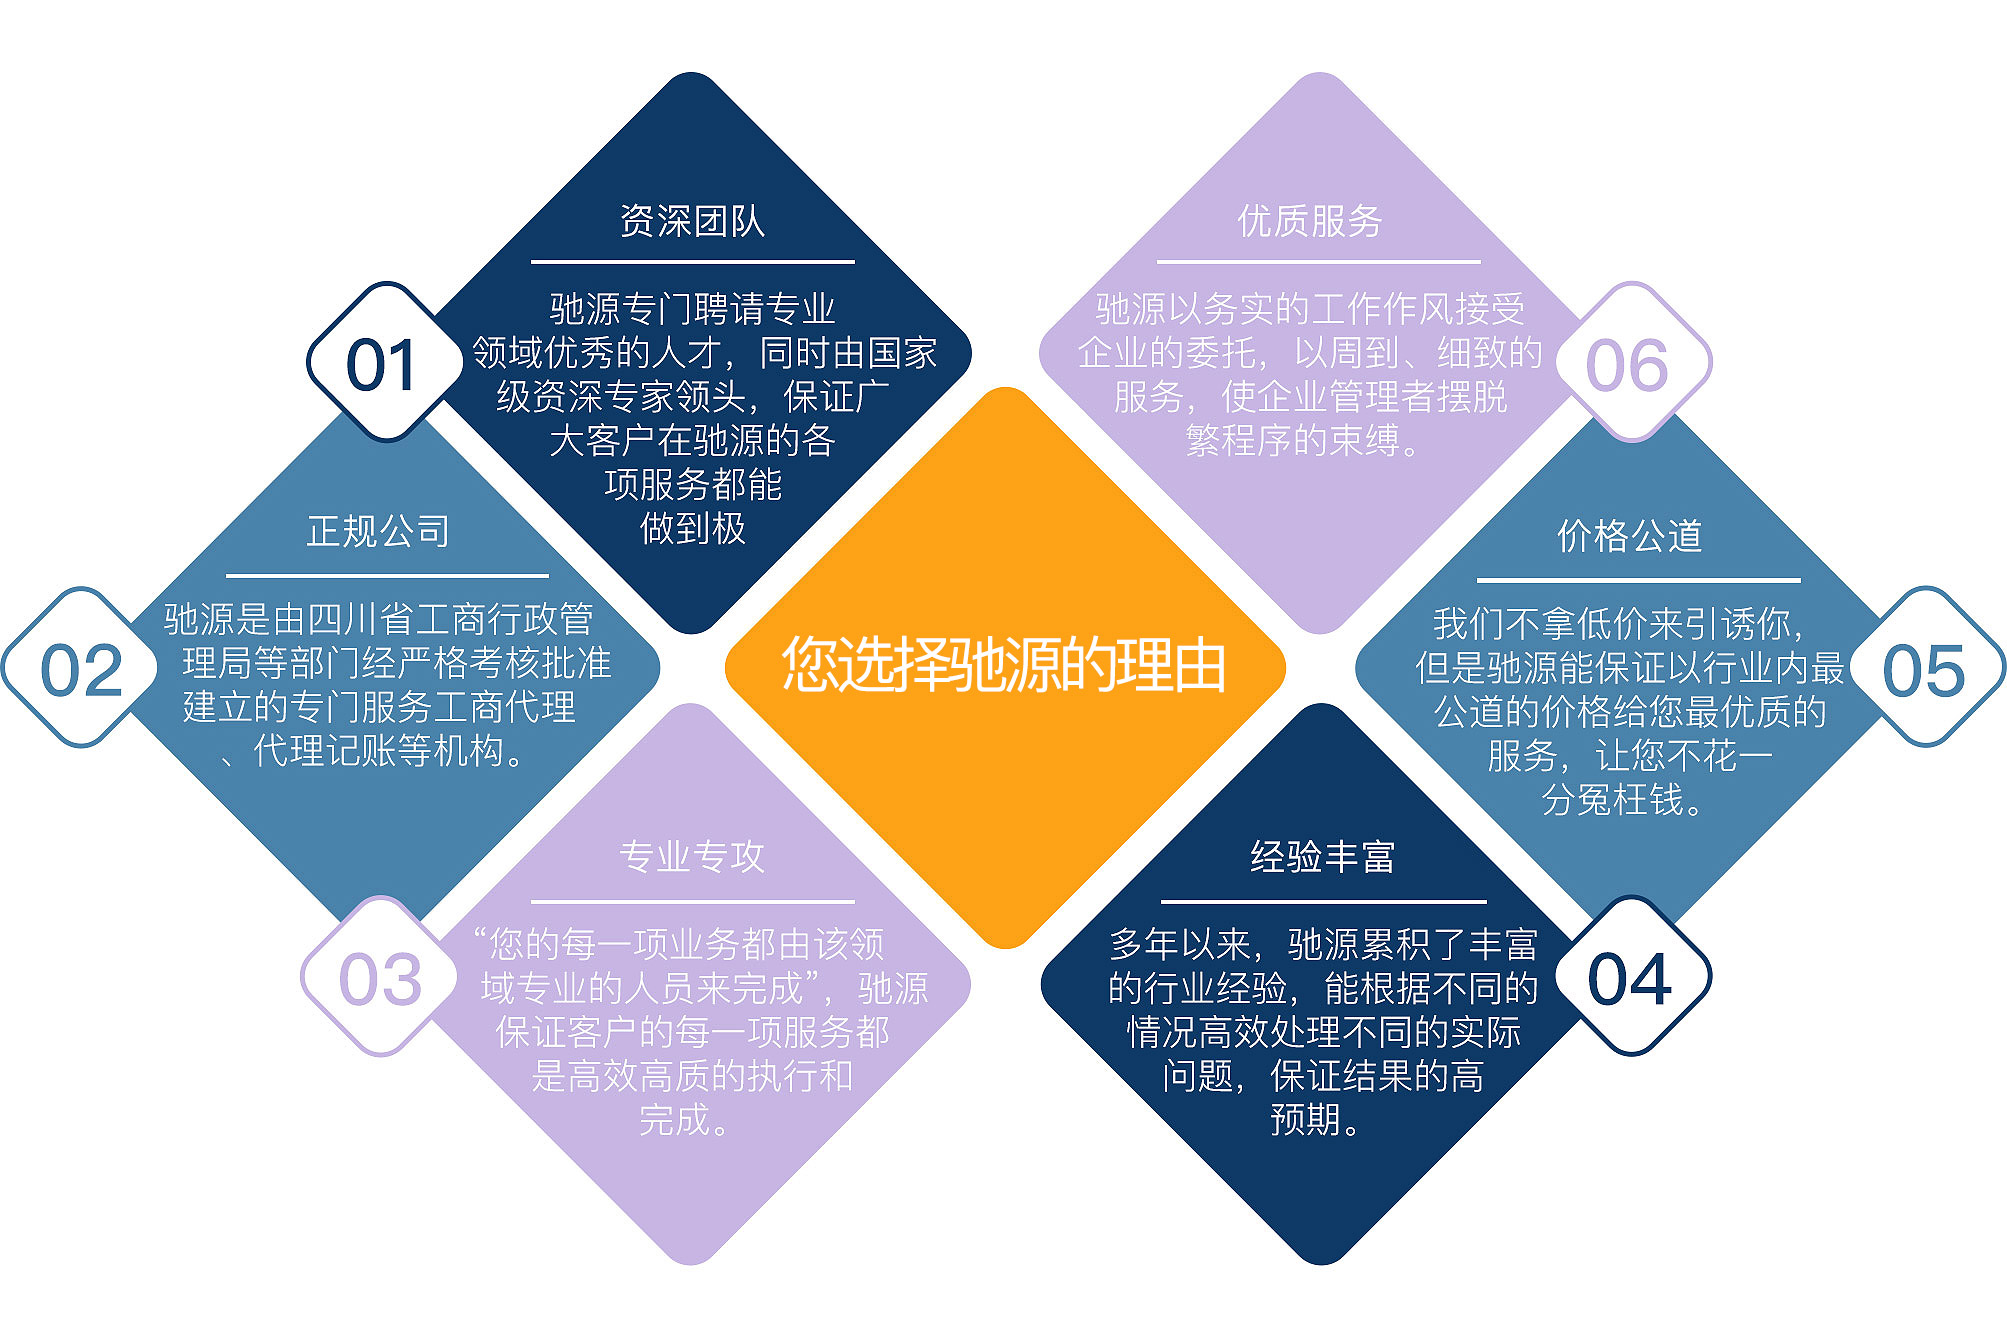 您选择驰源的理由
01
资深团队
驰源专门聘请专业
领域优秀的人才，同时由国家
级资深专家领头，保证广
大客户在驰源的各
项服务都能
做到极
02
正规公司
驰源是由四川省工商行政管
理局等部门经严格考核批准
建立的专门服务工商代理
、代理记账等机构。
03
专业专攻
“您的每一项业务都由该领
域专业的人员来完成”，驰源
保证客户的每一项服务都
是高效高质的执行和
完成。
04
经验丰富
多年以来，驰源累积了丰富
的行业经验，能根据不同的
情况高效处理不同的实际
问题，保证结果的高
预期。
05
价格公道
我们不拿低价来引诱你，
但是驰源能保证以行业内最
公道的价格给您最优质的
服务，让您不花一
分冤枉钱。
06
优质服务
驰源以务实的工作作风接受
企业的委托，以周到、细致的
服务，使企业管理者摆脱
繁程序的束缚。